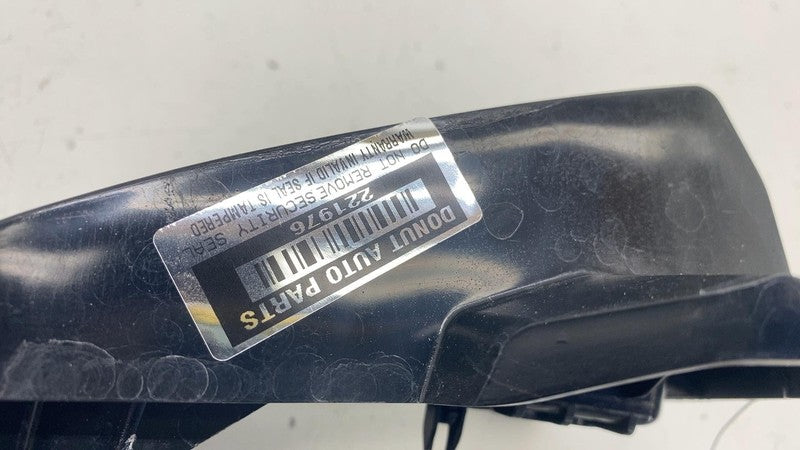 DONUT AUTO PARTS
221976
DO NOT REMOVE SECURITY SEAL
WARRANTY INVALID IF SEAL IS TAMPERED